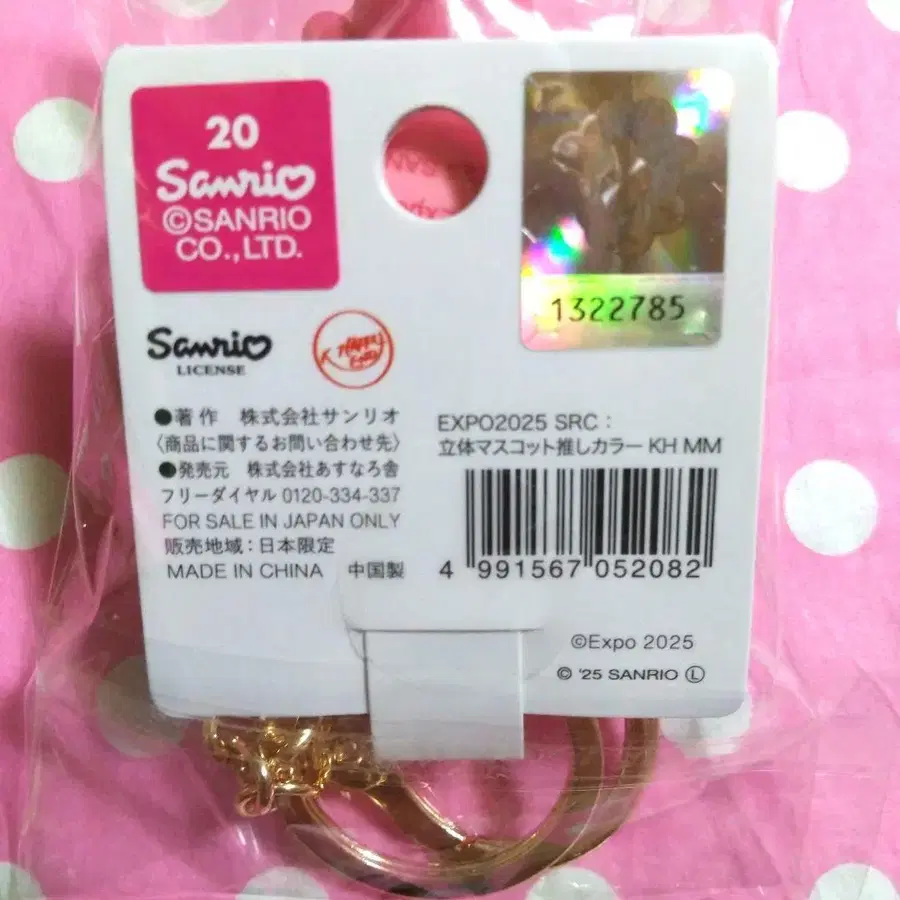 20
Sanrio
©SANRIO
CO.,LTD.
1322785
Sanrio
LICENSE
●著作 株式会社サンリオ
〈商品に関するお問い合わせ先〉
●発売元 株式会社あすなろ舎
フリーダイヤル 0120-334-337
FOR SALE IN JAPAN ONLY
販売地域：日本限定
MADE IN CHINA 中国製
EXPO2025 SRC：
立体マスコット推しカラー KH MM
4 991567 052082
©Expo 2025
© '25 SANRIO Ⓛ